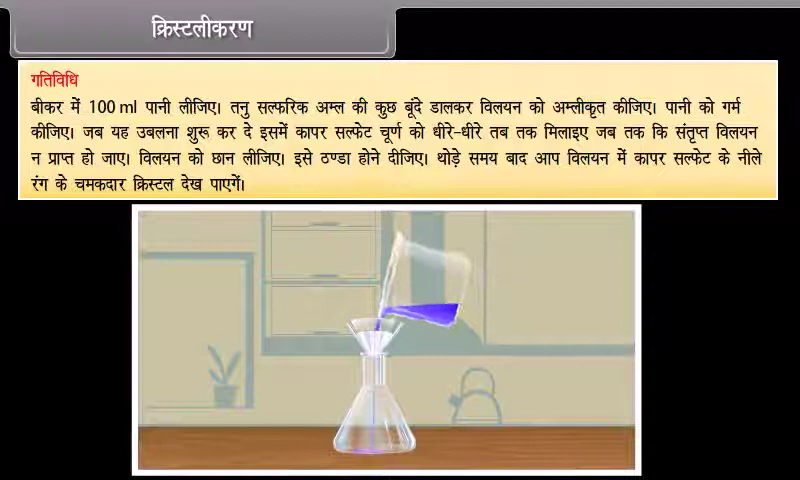 क्रिस्टलीकरण
गतिविधि
बीकर में 100 ml पानी लीजिए। तनु सल्फरिक अम्ल की कुछ बूंदे डालकर विलयन को अम्लीकृत कीजिए। पानी को गर्म
कीजिए। जब यह उबलना शुरू कर दे इसमें कापर सल्फेट चूर्ण को धीरे-धीरे तब तक मिलाइए जब तक कि संतृप्त विलयन
न प्राप्त हो जाए। विलयन को छान लीजिए। इसे ठण्डा होने दीजिए। थोड़े समय बाद आप विलयन में कापर सल्फेट के नीले
रंग के चमकदार क्रिस्टल देख पाएगें।